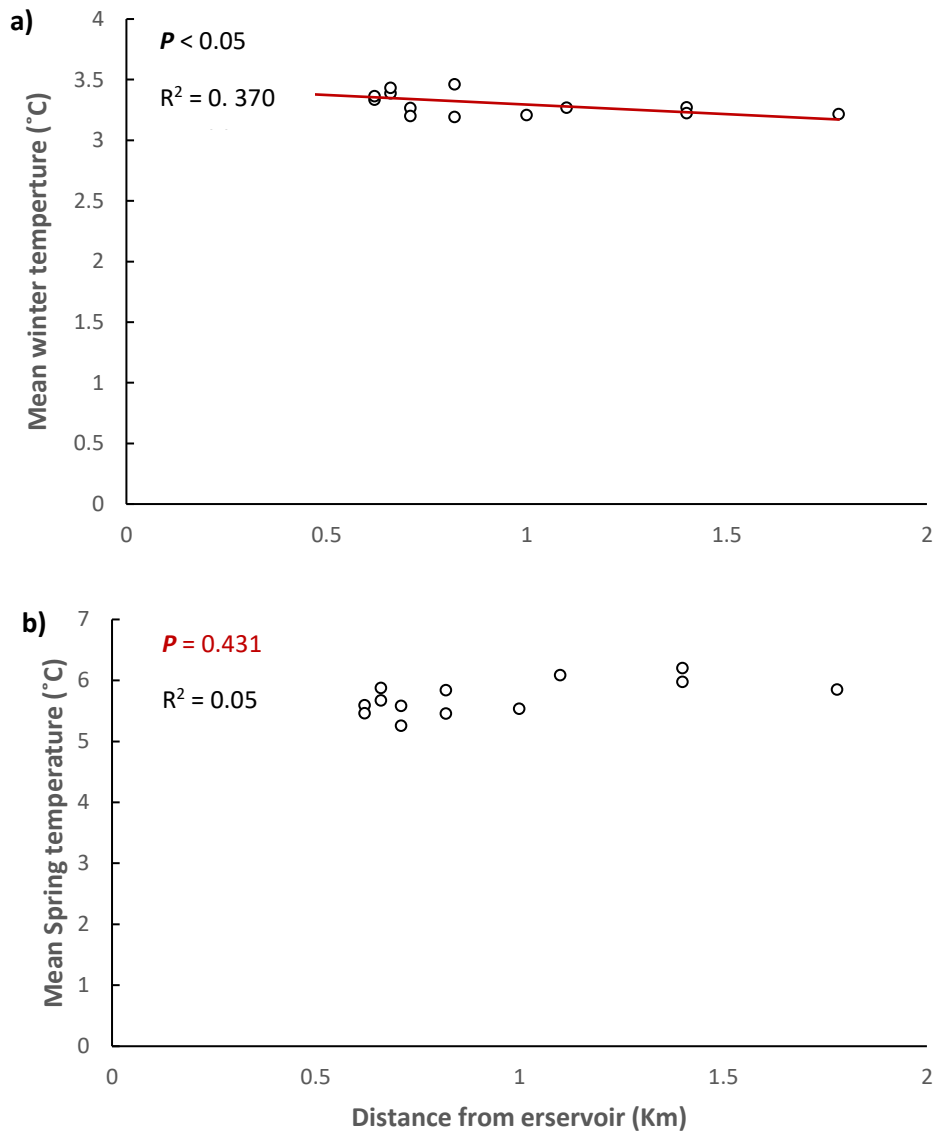 a)
P < 0.05
R² = 0. 370
Mean winter temperture (˚C)
4
3.5
3
2.5
2
1.5
1
0.5
0
0 0.5 1 1.5 2
b)
P = 0.431
R² = 0.05
Mean Spring temperature (˚C)
7
6
5
4
3
2
1
0
0 0.5 1 1.5 2
Distance from erservoir (Km)